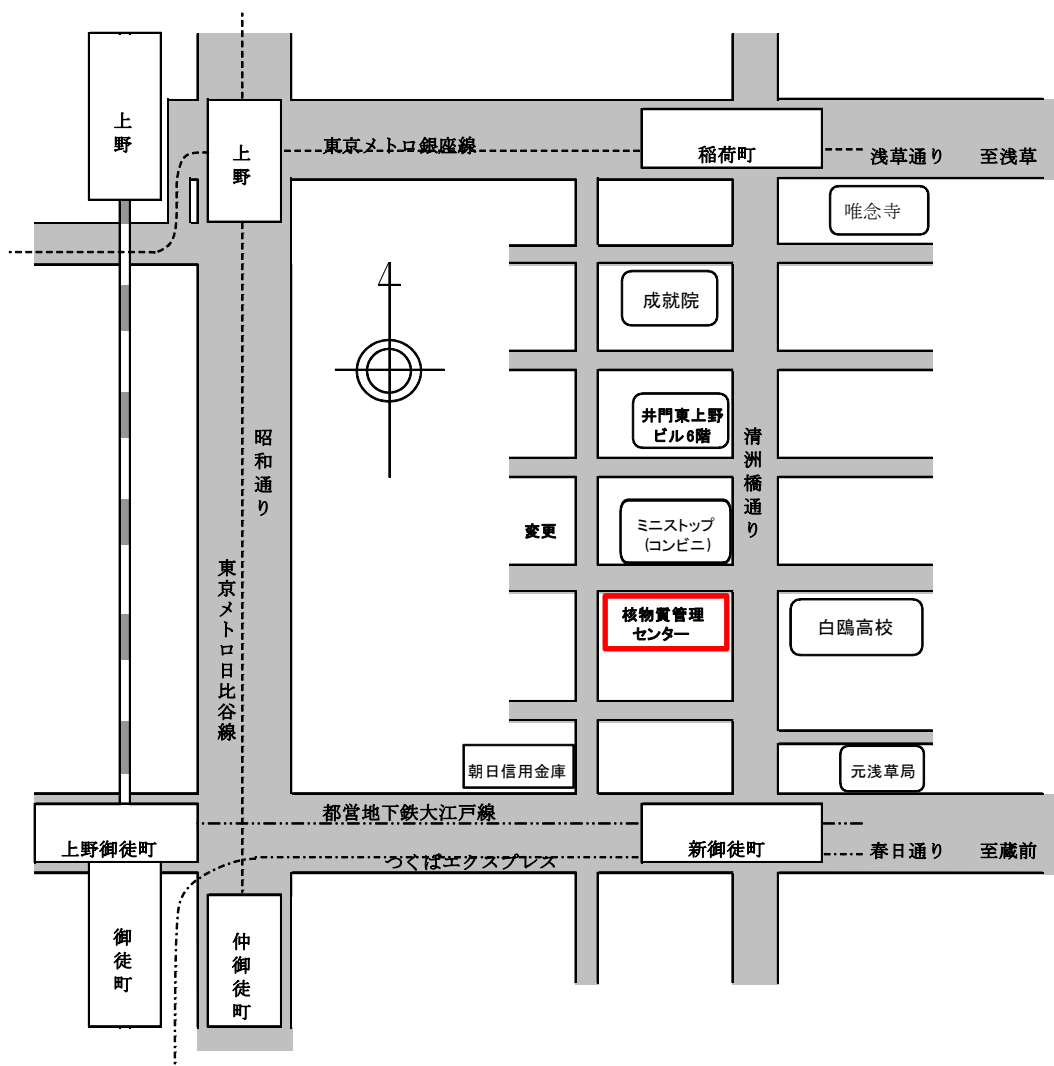 上野
上野
東京メトロ銀座線
稲荷町
浅草通り 至浅草
唯念寺
成就院
井門東上野
ビル6階
昭和通り
清洲橋通り
変更
ミニストップ
(コンビニ)
東京メトロ日比谷線
核物質管理
センター
白鴎高校
朝日信用金庫
元浅草局
都営地下鉄大江戸線
上野御徒町
つくばエクスプレス
新御徒町
春日通り 至蔵前
御徒町
仲御徒町